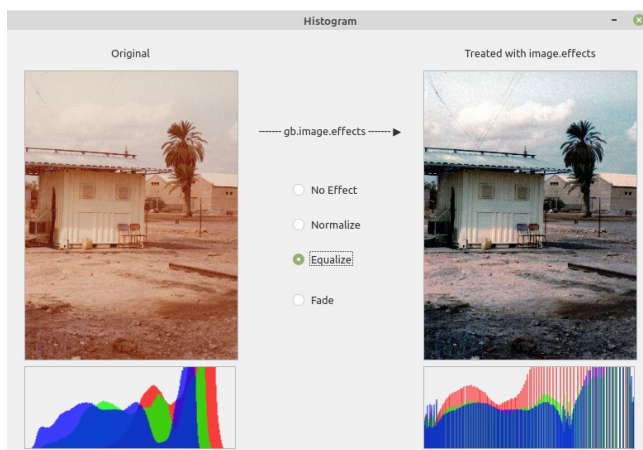 Histogram
Original
Treated with image.effects
------- gb.image.effects ------▶
No Effect
Normalize
Equalize
Fade